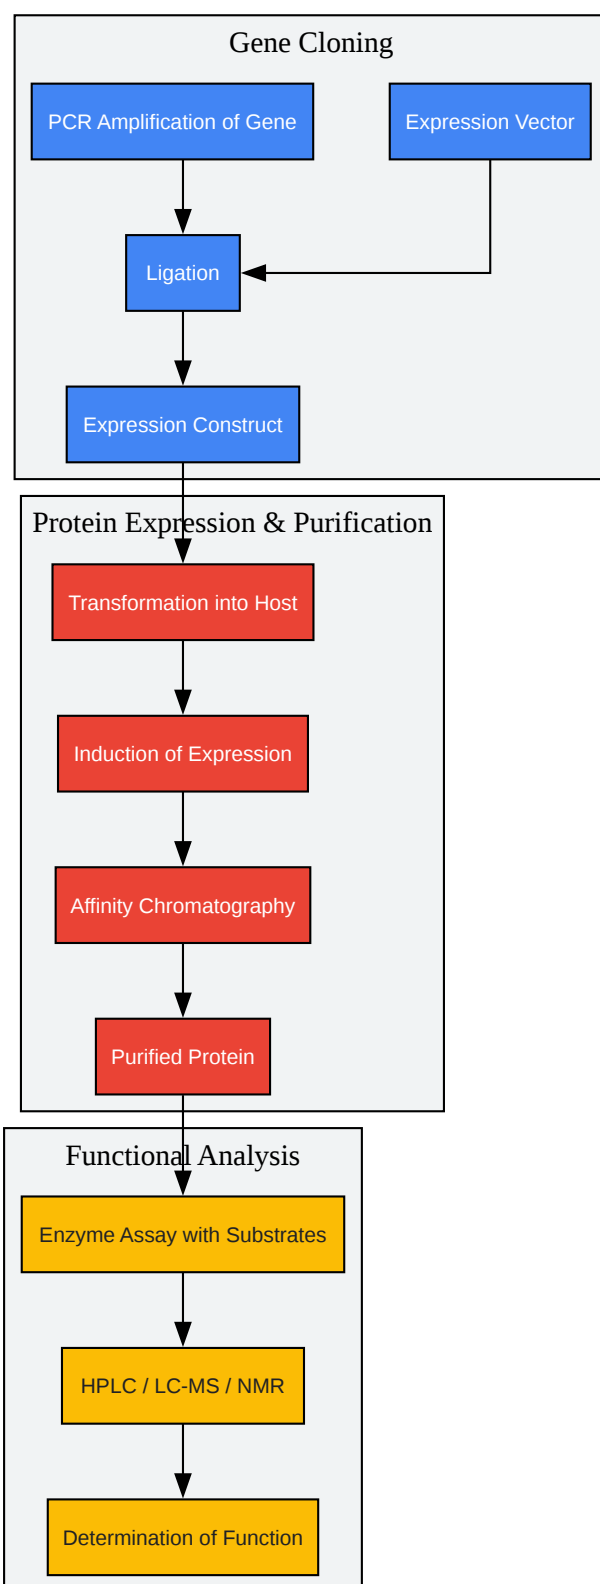 Gene Cloning
PCR Amplification of Gene
Expression Vector
Ligation
Expression Construct
Protein Expression & Purification
Transformation into Host
Induction of Expression
Affinity Chromatography
Purified Protein
Functional Analysis
Enzyme Assay with Substrates
HPLC / LC-MS / NMR
Determination of Function